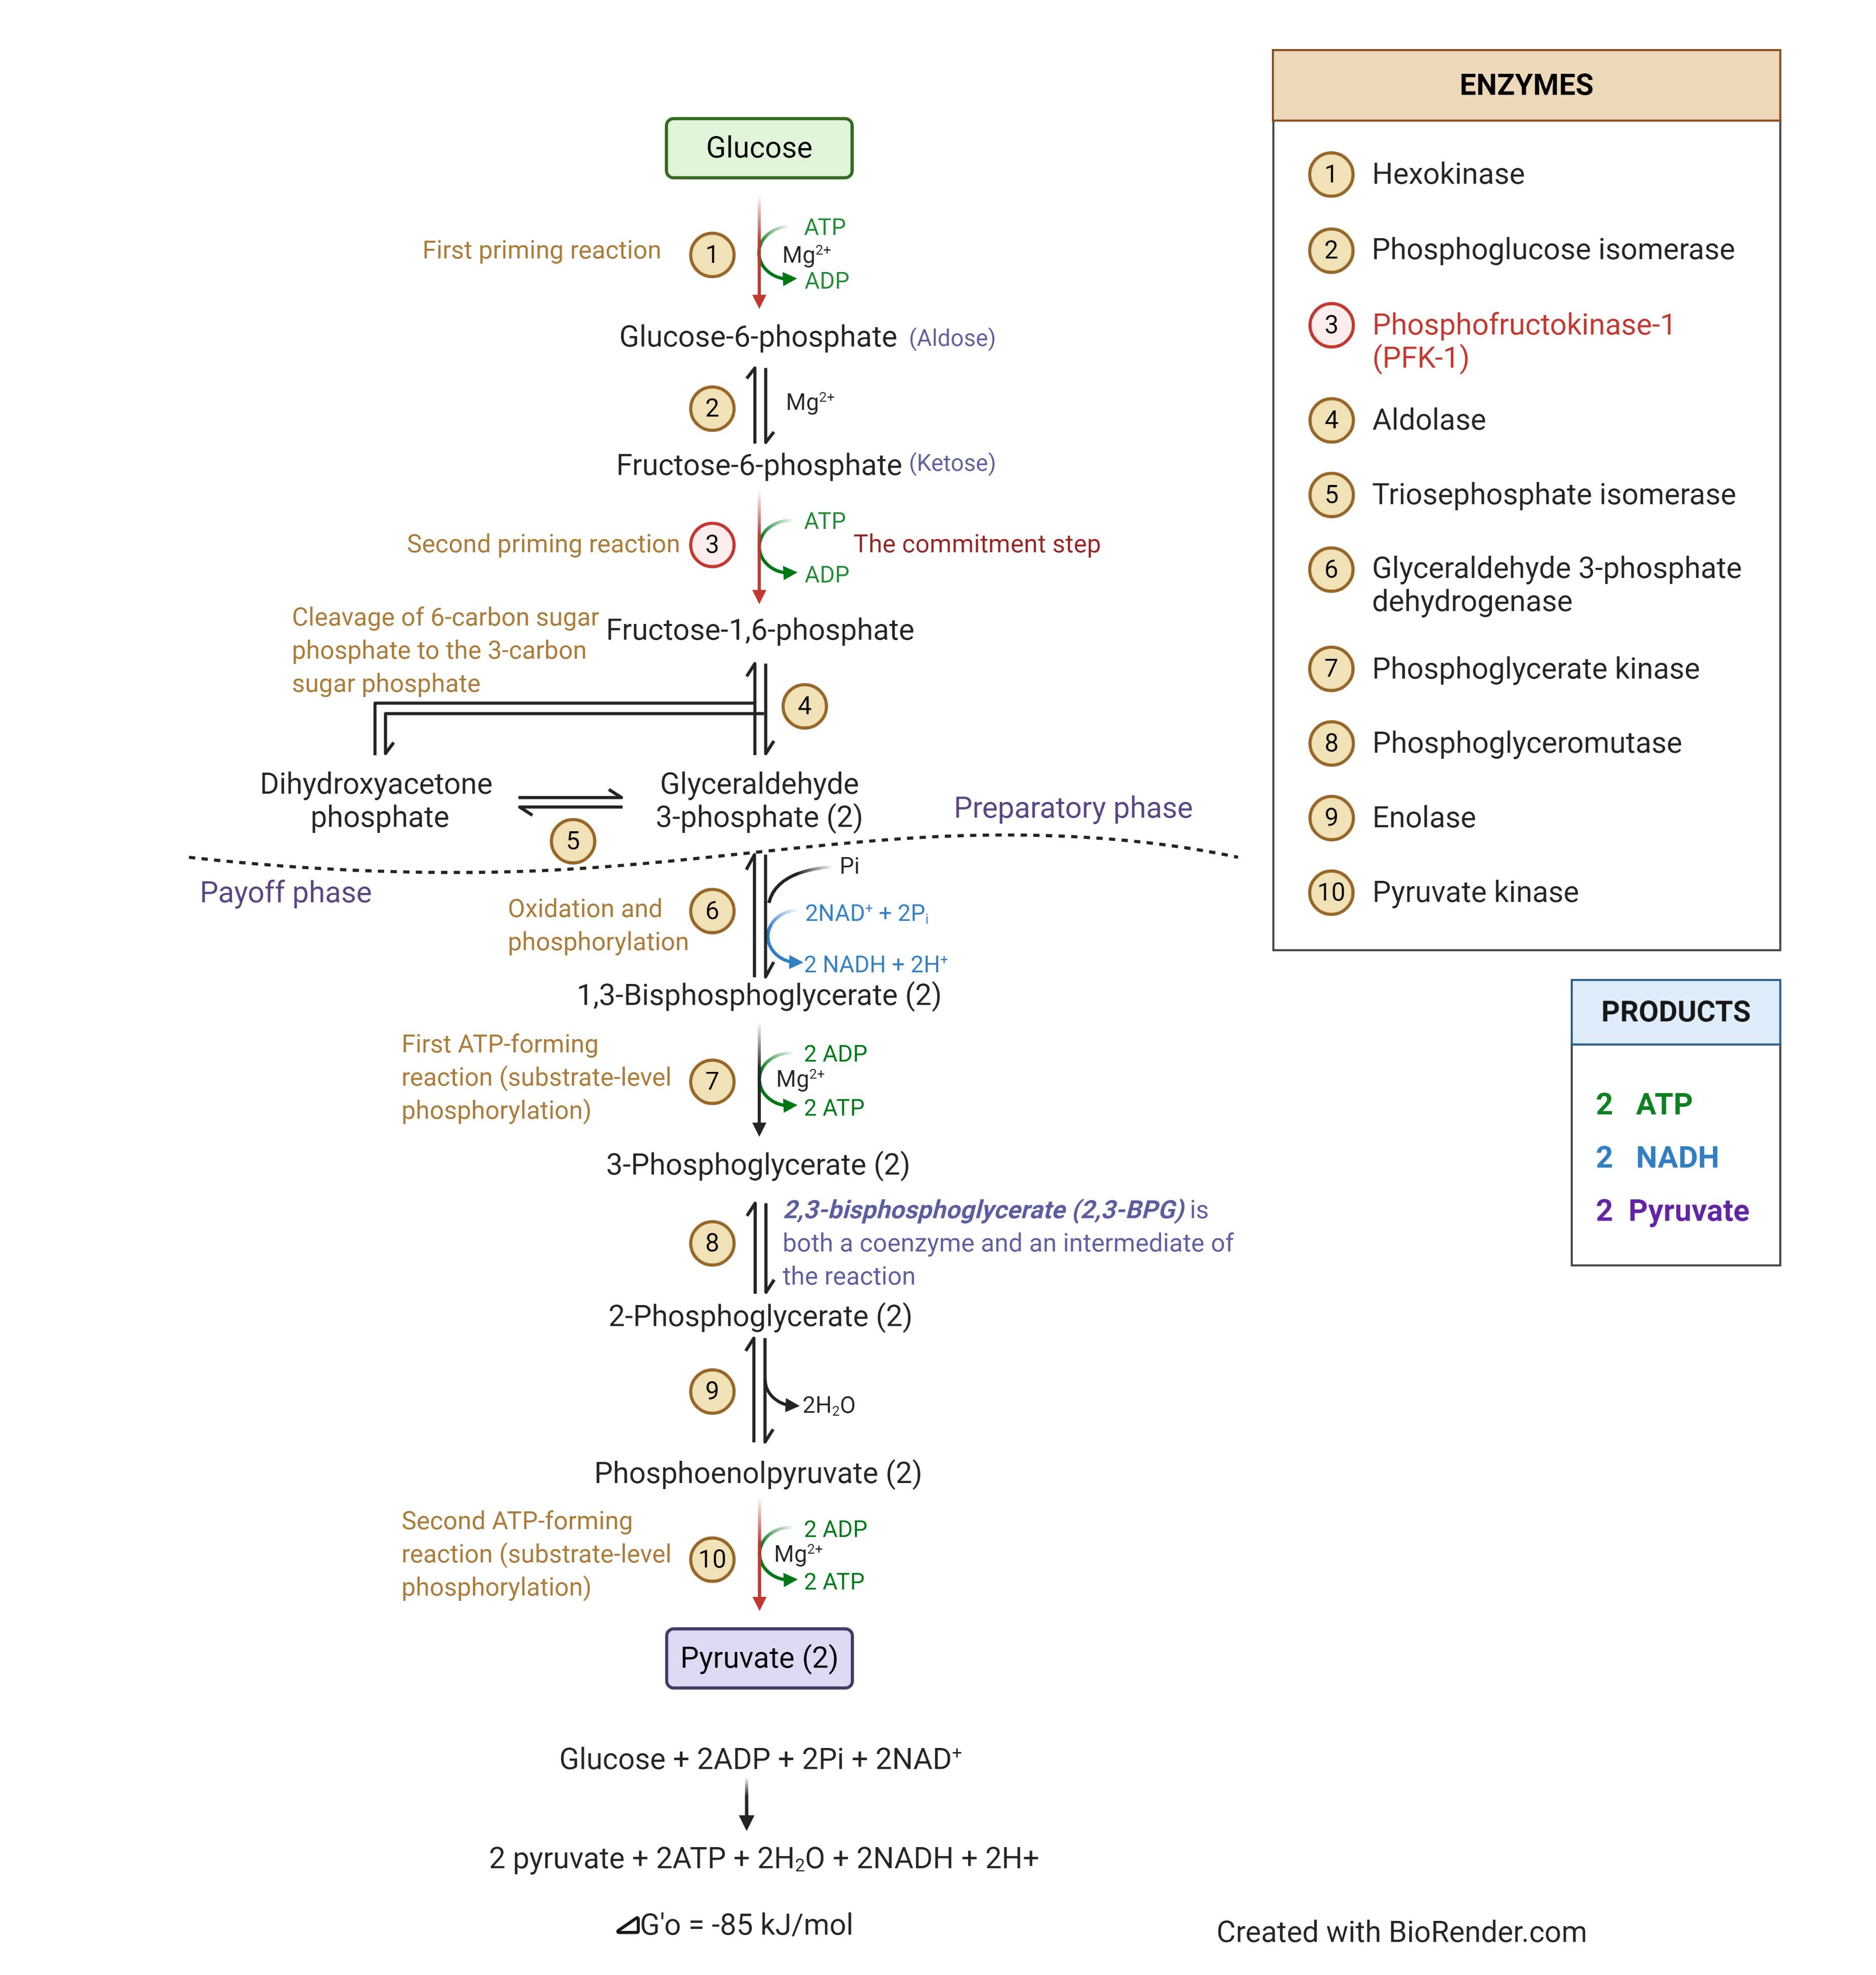 Glucose
First priming reaction
1
ATP
Mg²⁺
ADP
Glucose-6-phosphate (Aldose)
2
Mg²⁺
Fructose-6-phosphate (Ketose)
Second priming reaction
3
ATP
The commitment step
ADP
Cleavage of 6-carbon sugar
phosphate to the 3-carbon
sugar phosphate
Fructose-1,6-phosphate
4
Dihydroxyacetone
phosphate
5
Glyceraldehyde
3-phosphate (2)
Preparatory phase
Payoff phase
Oxidation and
phosphorylation
6
Pi
2NAD⁺ + 2Pᵢ
2 NADH + 2H⁺
1,3-Bisphosphoglycerate (2)
First ATP-forming
reaction (substrate-level
phosphorylation)
7
2 ADP
Mg²⁺
2 ATP
3-Phosphoglycerate (2)
8
2,3-bisphosphoglycerate (2,3-BPG) is
both a coenzyme and an intermediate of
the reaction
2-Phosphoglycerate (2)
9
2H₂O
Phosphoenolpyruvate (2)
Second ATP-forming
reaction (substrate-level
phosphorylation)
10
2 ADP
Mg²⁺
2 ATP
Pyruvate (2)
Glucose + 2ADP + 2Pi + 2NAD⁺
2 pyruvate + 2ATP + 2H₂O + 2NADH + 2H+
⊿G'o = -85 kJ/mol
ENZYMES
1 Hexokinase
2 Phosphoglucose isomerase
3 Phosphofructokinase-1
(PFK-1)
4 Aldolase
5 Triosephosphate isomerase
6 Glyceraldehyde 3-phosphate
dehydrogenase
7 Phosphoglycerate kinase
8 Phosphoglyceromutase
9 Enolase
10 Pyruvate kinase
PRODUCTS
2 ATP
2 NADH
2 Pyruvate
Created with BioRender.com